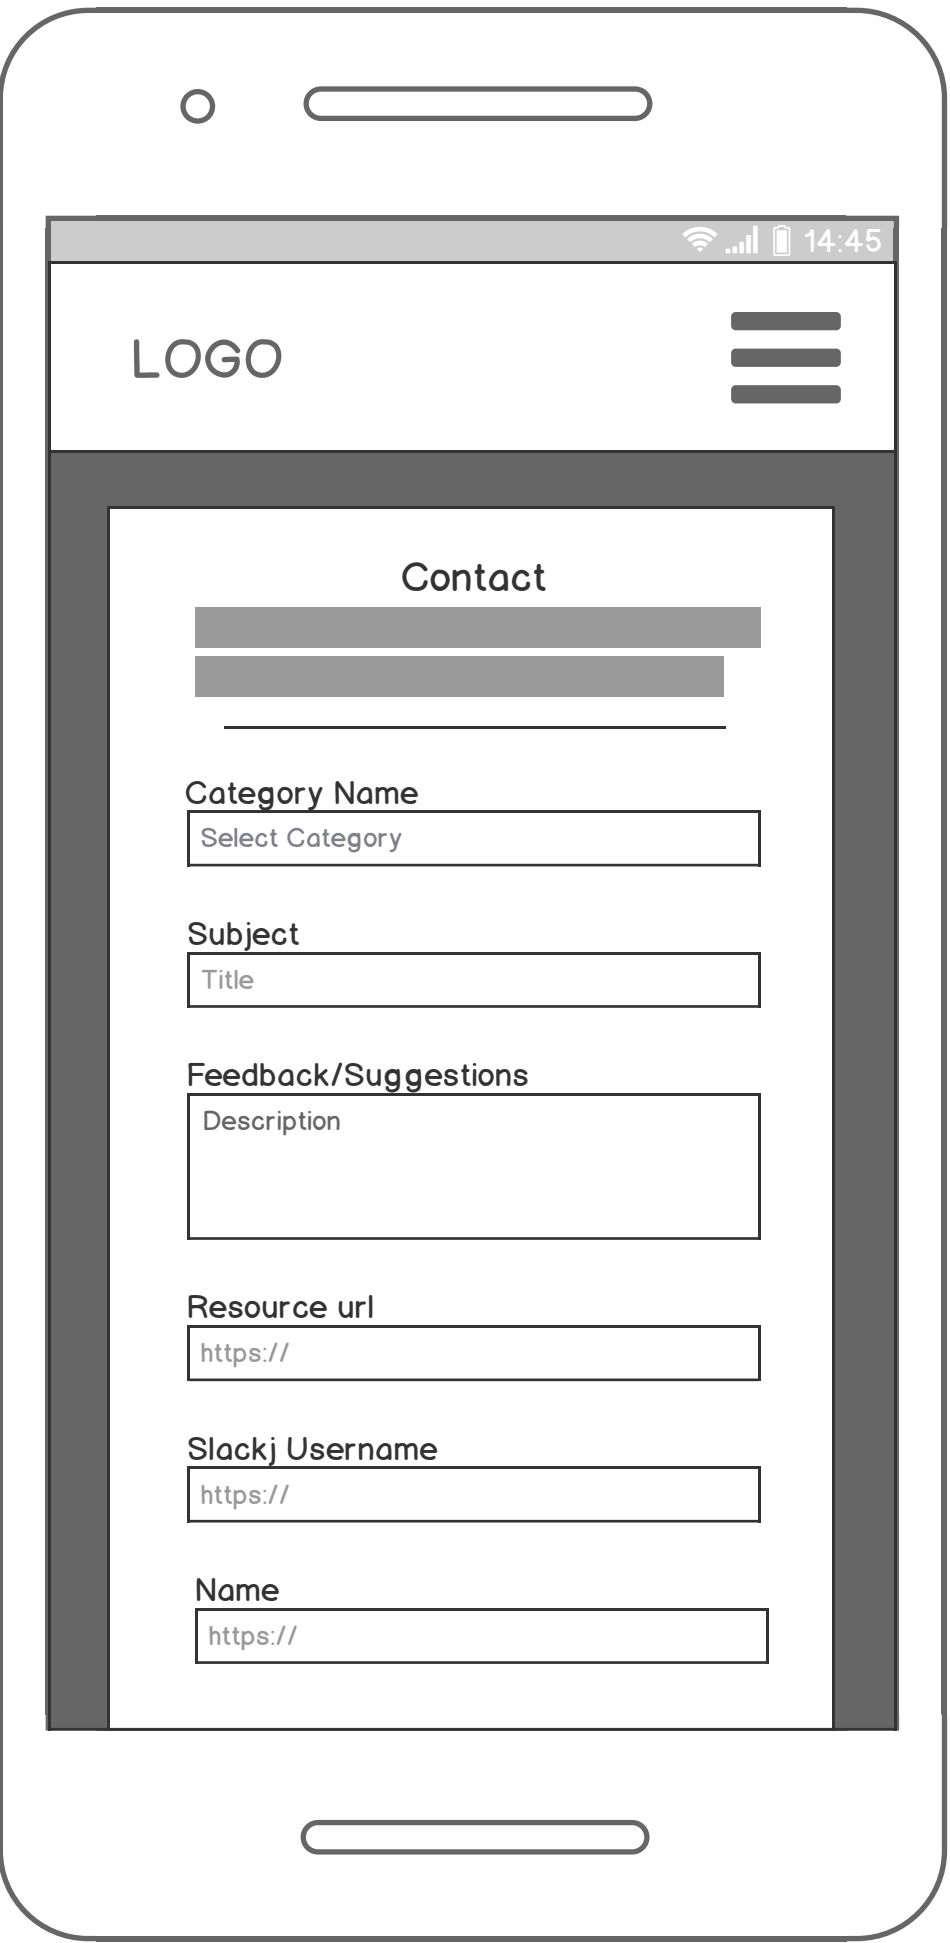 14:45
LOGO
Contact
Category Name
Select Category
Subject
Title
Feedback/Suggestions
Description
Resource url
https://
Slackj Username
https://
Name
https://